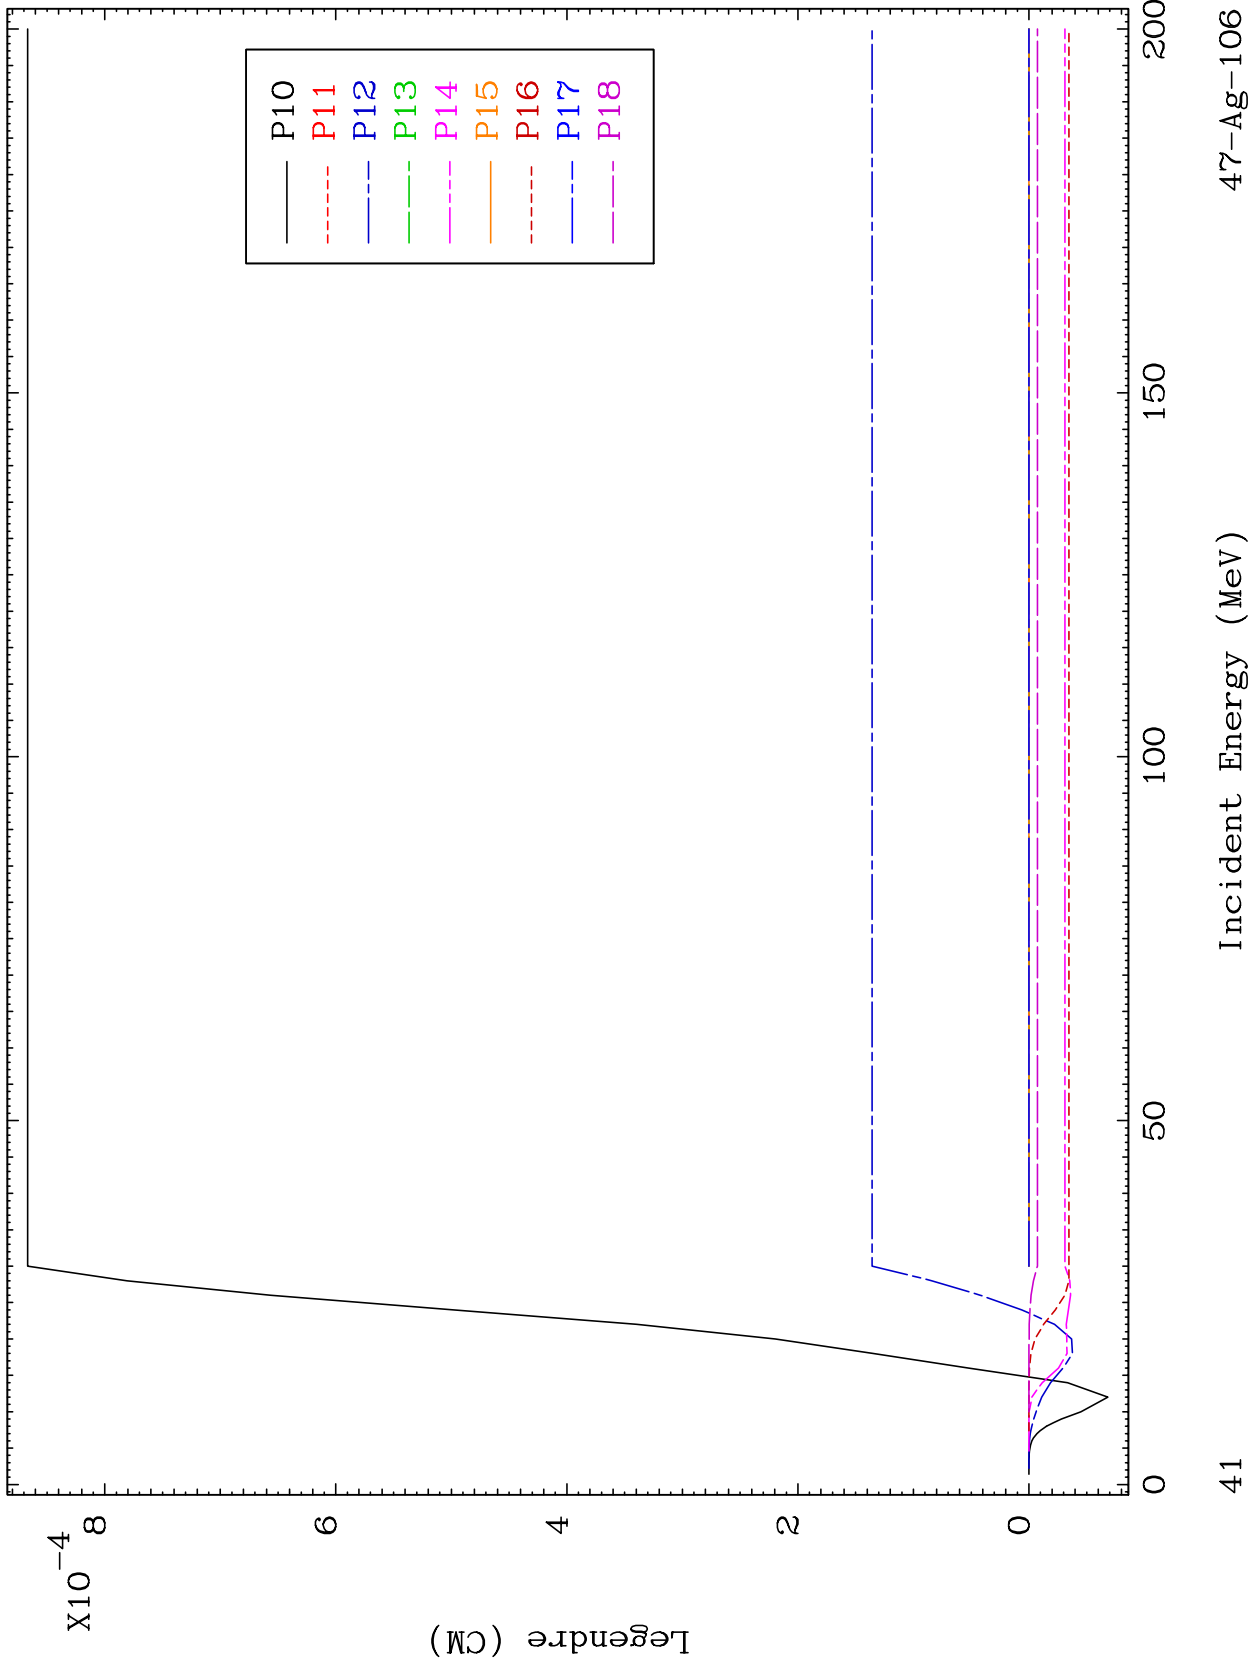 X10-4
8
6
4
2
0
Legendre (CM)
P10
P11
P12
P13
P14
P15
P16
P17
P18
0
50
100
150
200
41
Incident Energy (MeV)
47-Ag-106